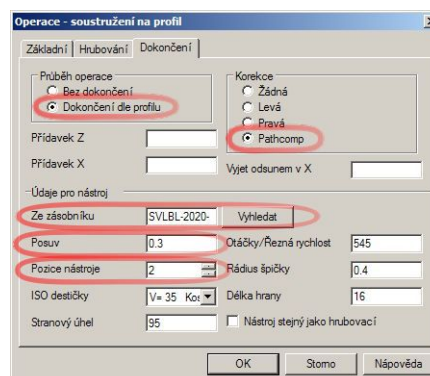 Operace - soustružení na profil
Základní Hrubování Dokončení
Průběh operace
Bez dokončení
Dokončení dle profilu
Korekce
Žádná
Levá
Pravá
Pathcomp
Přídavek Z
Přídavek X
Vyjet odsunem v X
Údaje pro nástroj
Ze zásobníku SVLBL-2020- Vyhledat
Posuv 0.3 Otáčky/Řezná rychlost 545
Pozice nástroje 2 Rádius špičky 0.4
ISO destičky V= 35 Kos Délka hrany 16
Stranový úhel 95 Nástroj stejný jako hrubovací
OK Storno Nápověda